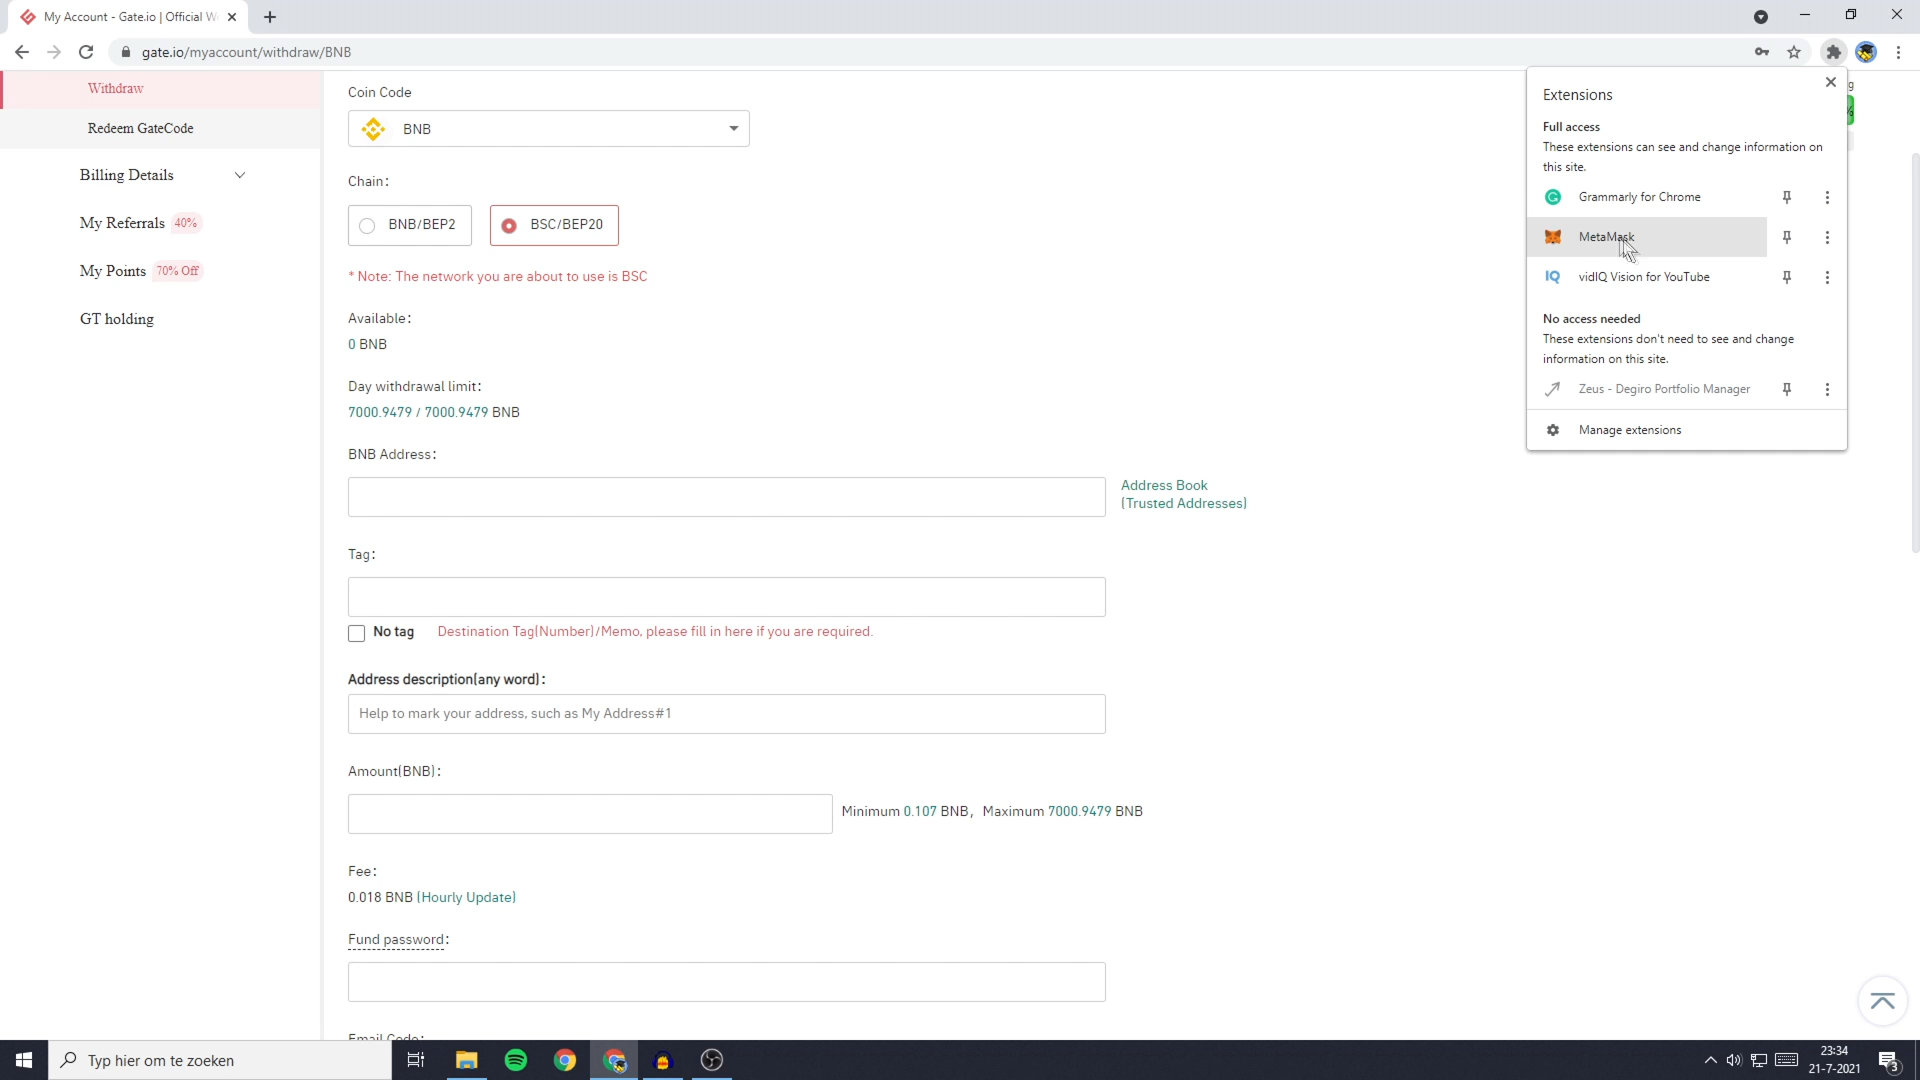 My Account - Gate.io | Official W
gate.io/myaccount/withdraw/BNB
Withdraw
Redeem GateCode
Billing Details
My Referrals 40%
My Points 70% Off
GT holding
Coin Code
BNB
Chain:
BNB/BEP2
BSC/BEP20
* Note: The network you are about to use is BSC
Available:
0 BNB
Day withdrawal limit:
7000.9479 / 7000.9479 BNB
BNB Address:
Address Book
(Trusted Addresses)
Tag:
No tag
Destination Tag(Number)/Memo, please fill in here if you are required.
Address description(any word):
Help to mark your address, such as My Address#1
Amount(BNB):
Minimum 0.107 BNB, Maximum 7000.9479 BNB
Fee:
0.018 BNB (Hourly Update)
Fund password:
Email Code:
Extensions
Full access
These extensions can see and change information on
this site.
Grammarly for Chrome
MetaMask
IQ
vidIQ Vision for YouTube
No access needed
These extensions don't need to see and change
information on this site.
Zeus - Degiro Portfolio Manager
Manage extensions
g
%
Typ hier om te zoeken
23:34
21-7-2021
3